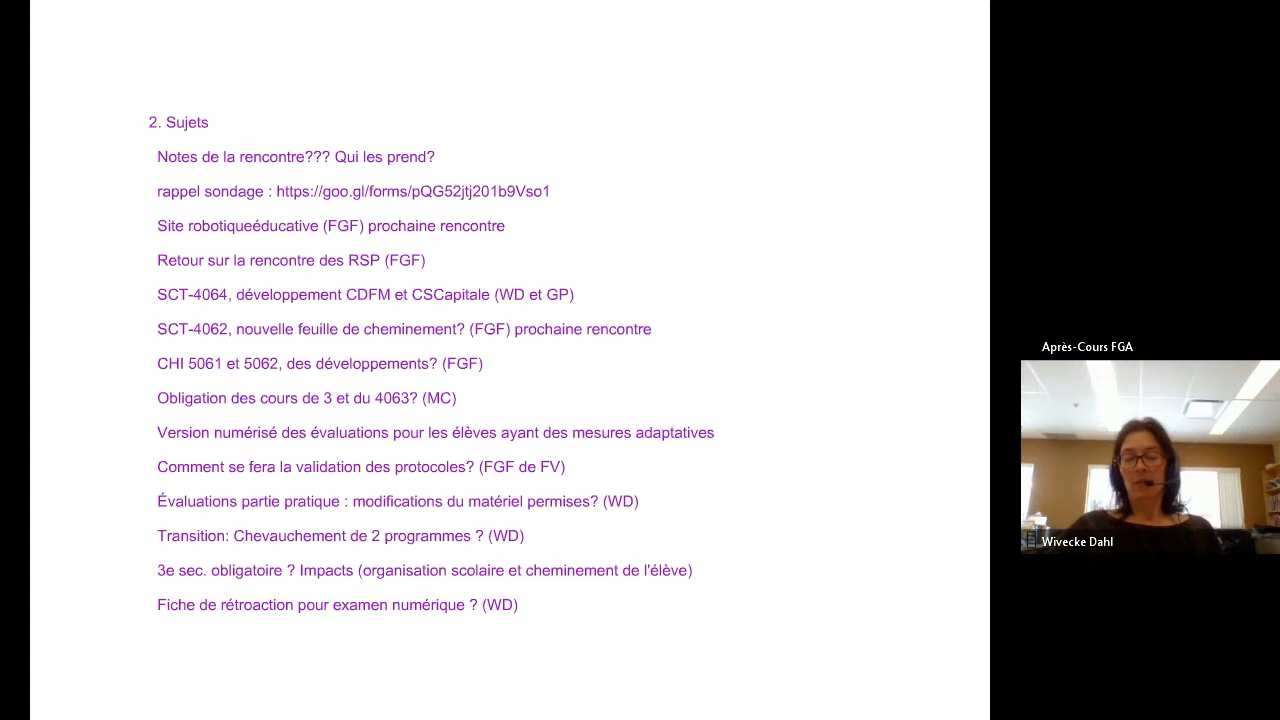 2. Sujets
Notes de la rencontre??? Qui les prend?
rappel sondage : https://goo.gl/forms/pQG52jtj201b9Vso1
Site robotiqueéducative (FGF) prochaine rencontre
Retour sur la rencontre des RSP (FGF)
SCT-4064, développement CDFM et CSCapitale (WD et GP)
SCT-4062, nouvelle feuille de cheminement? (FGF) prochaine rencontre
CHI 5061 et 5062, des développements? (FGF)
Obligation des cours de 3 et du 4063? (MC)
Version numérisé des évaluations pour les élèves ayant des mesures adaptatives
Comment se fera la validation des protocoles? (FGF de FV)
Évaluations partie pratique : modifications du matériel permises? (WD)
Transition: Chevauchement de 2 programmes ? (WD)
3e sec. obligatoire ? Impacts (organisation scolaire et cheminement de l'élève)
Fiche de rétroaction pour examen numérique ? (WD)
Après-Cours FGA
Wivecke Dahl